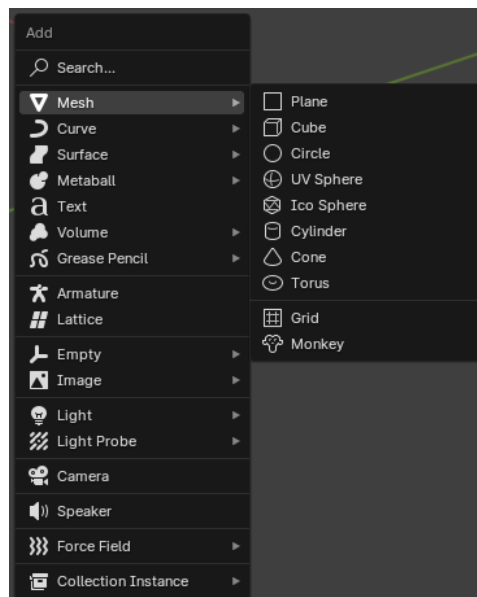 Add
Search...
Mesh
Curve
Surface
Metaball
Text
Volume
Grease Pencil
Armature
Lattice
Empty
Image
Light
Light Probe
Camera
Speaker
Force Field
Collection Instance
Plane
Cube
Circle
UV Sphere
Ico Sphere
Cylinder
Cone
Torus
Grid
Monkey